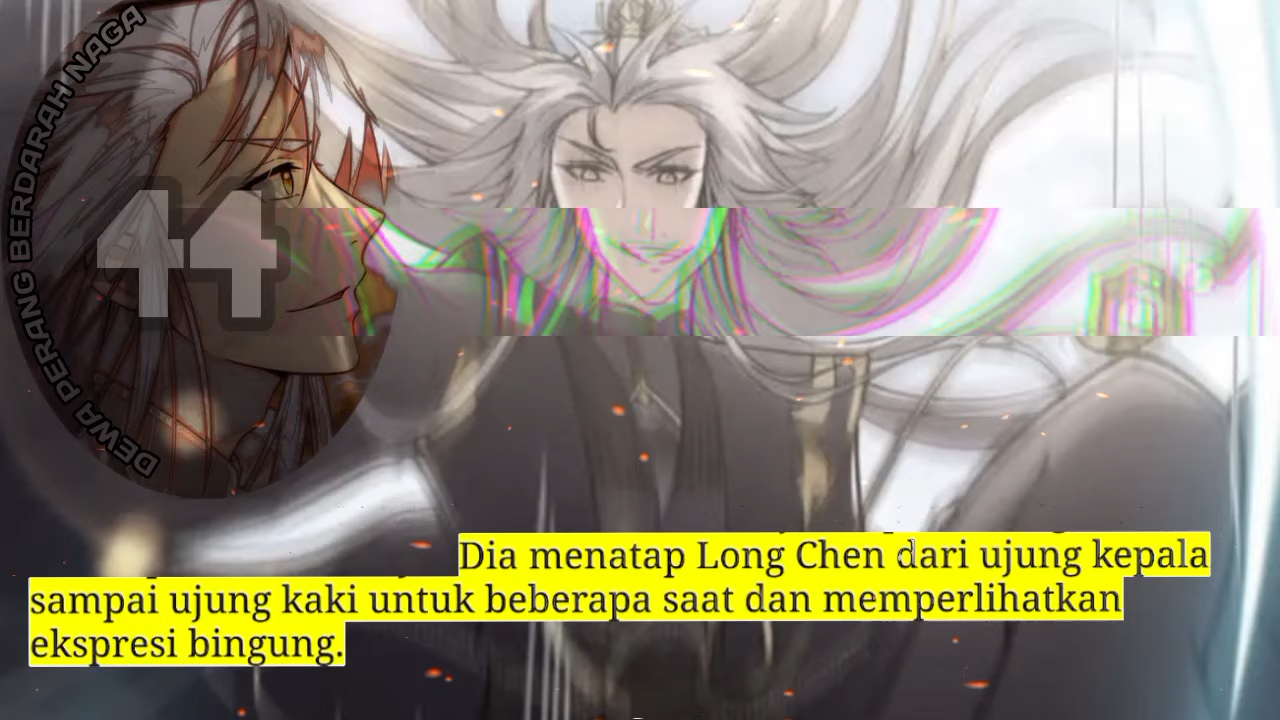 DEWA PERANG BERDARAH NAGA
44
Dia menatap Long Chen dari ujung kepala
sampai ujung kaki untuk beberapa saat dan memperlihatkan
ekspresi bingung.